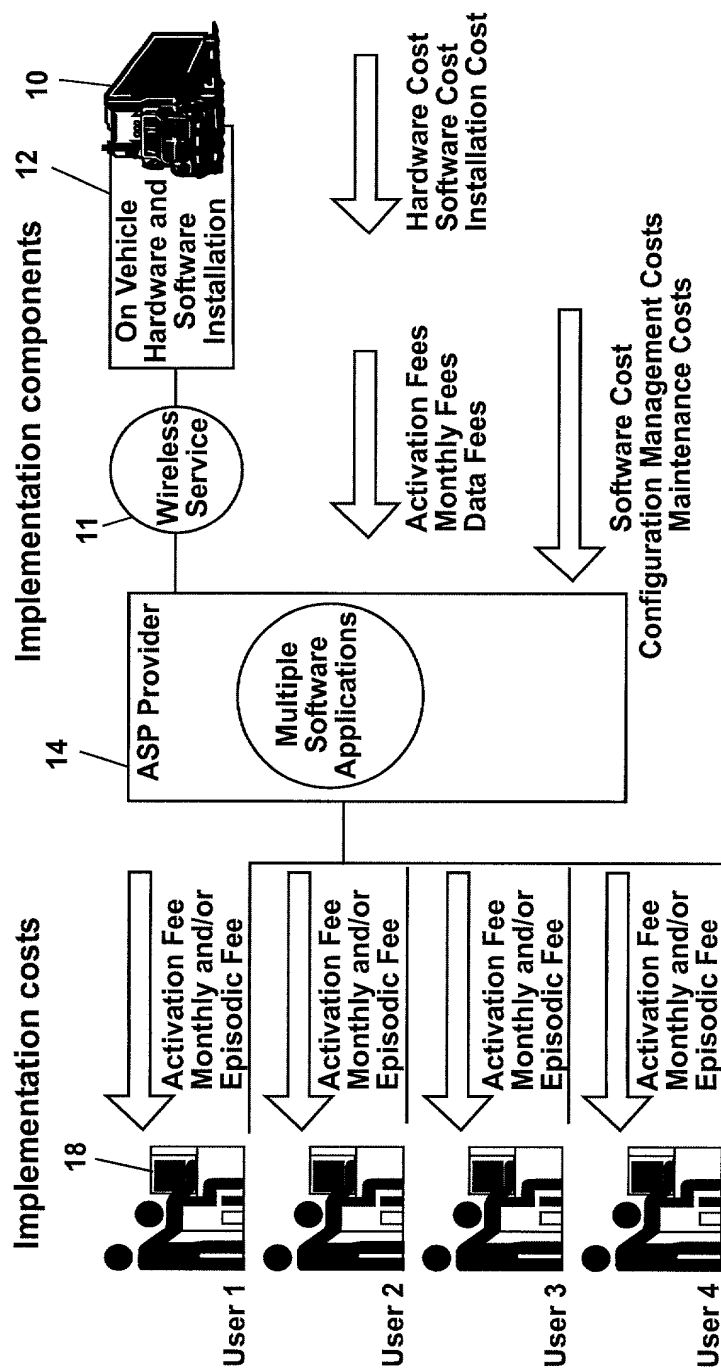 Implementation costs
Implementation components
18
14
11
12
10
User 1
Activation Fee
Monthly and/or
Episodic Fee
User 2
Activation Fee
Monthly and/or
Episodic Fee
User 3
Activation Fee
Monthly and/or
Episodic Fee
User 4
Activation Fee
Monthly and/or
Episodic Fee
ASP Provider
Multiple
Software
Applications
Wireless
Service
On Vehicle
Hardware and
Software
Installation
Activation Fees
Monthly Fees
Data Fees
Hardware Cost
Software Cost
Installation Cost
Software Cost
Configuration Management Costs
Maintenance Costs